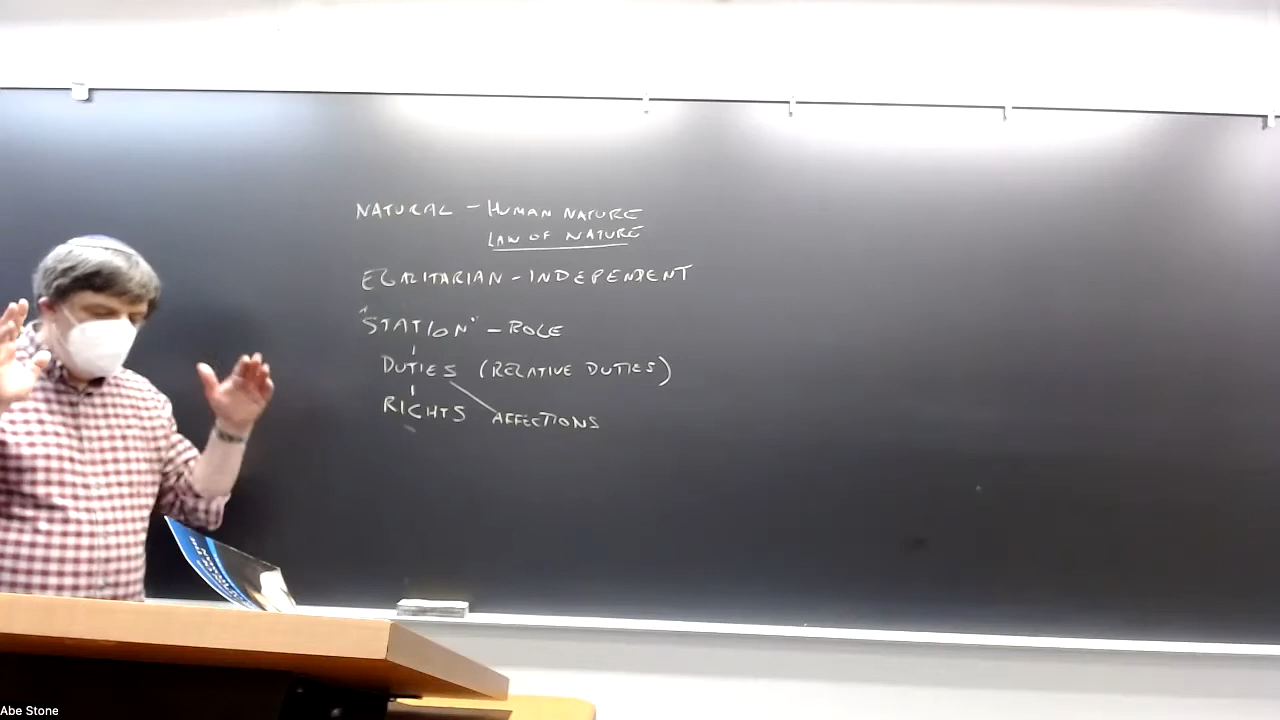 NATURAL - HUMAN NATURE
LAW OF NATURE
EGALITARIAN - INDEPENDENT
"STATION" - ROLE
DUTIES (RELATIVE DUTIES)
RIGHTS AFFECTIONS
Abe Stone